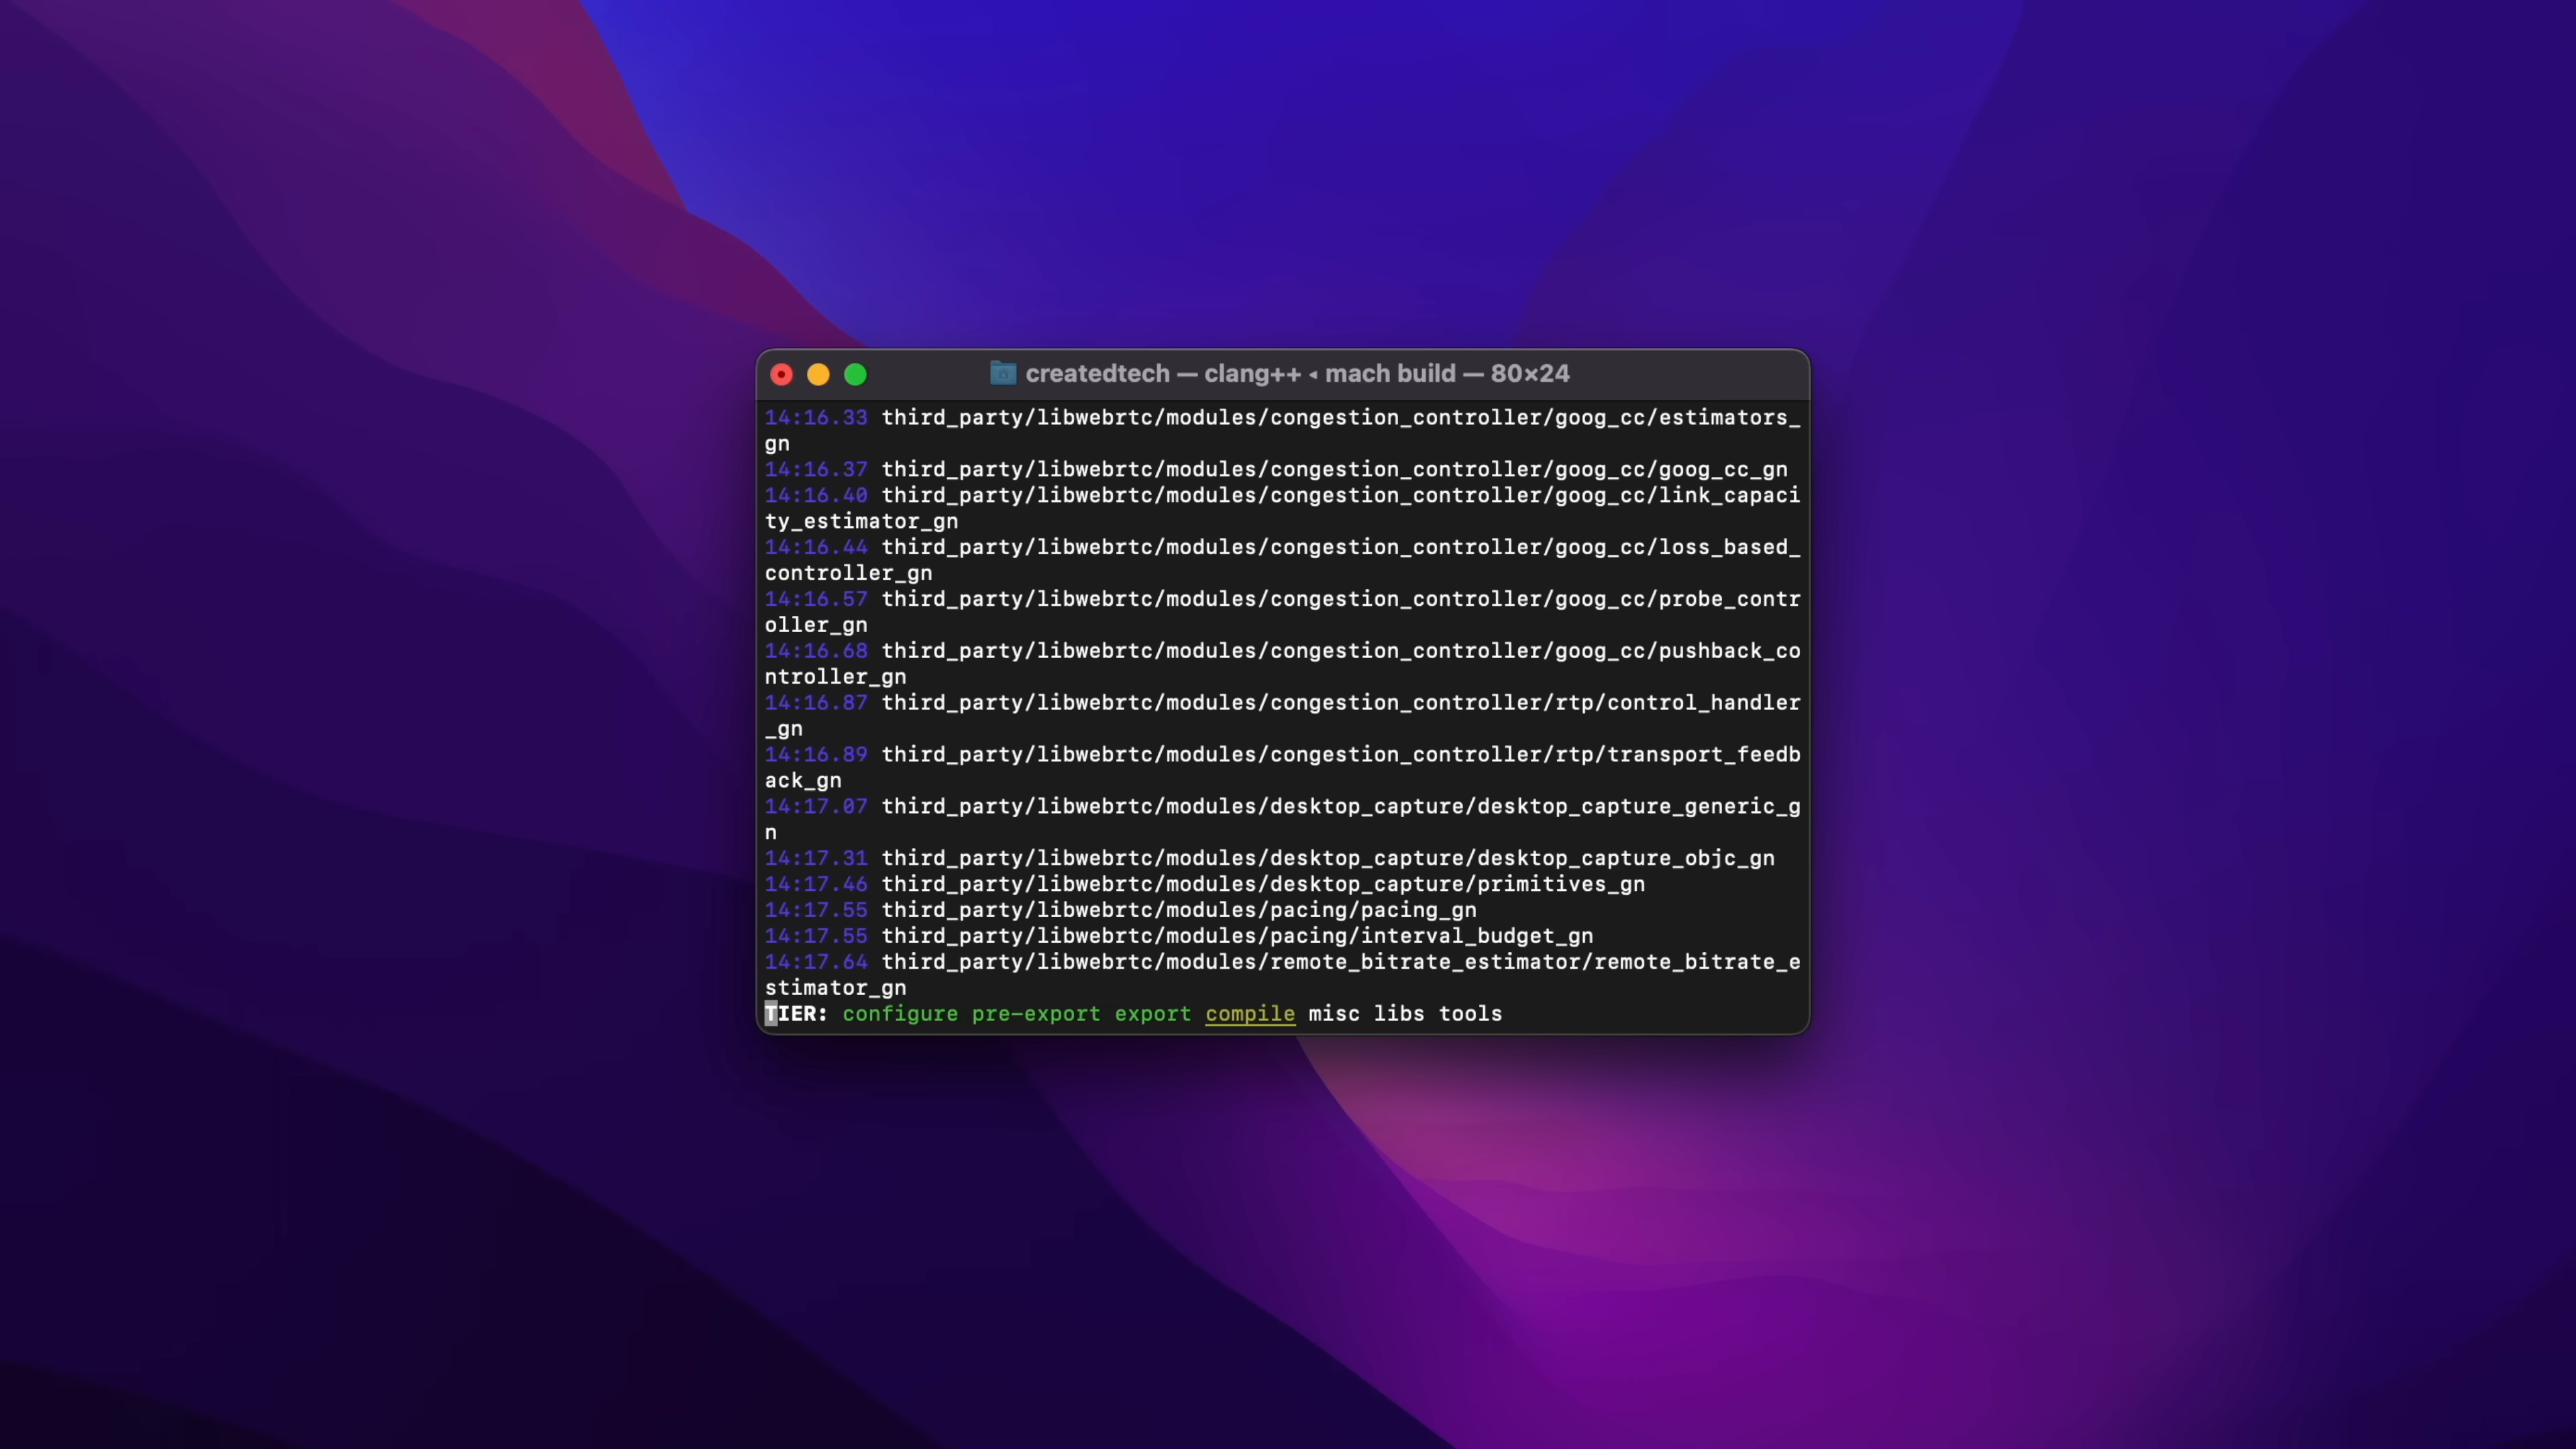 createdtech — clang++ ◂ mach build — 80×24
14:16.33 third_party/libwebrtc/modules/congestion_controller/goog_cc/estimators_
gn
14:16.37 third_party/libwebrtc/modules/congestion_controller/goog_cc/goog_cc_gn
14:16.40 third_party/libwebrtc/modules/congestion_controller/goog_cc/link_capaci
ty_estimator_gn
14:16.44 third_party/libwebrtc/modules/congestion_controller/goog_cc/loss_based_
controller_gn
14:16.57 third_party/libwebrtc/modules/congestion_controller/goog_cc/probe_contr
oller_gn
14:16.68 third_party/libwebrtc/modules/congestion_controller/goog_cc/pushback_co
ntroller_gn
14:16.87 third_party/libwebrtc/modules/congestion_controller/rtp/control_handler
_gn
14:16.89 third_party/libwebrtc/modules/congestion_controller/rtp/transport_feedb
ack_gn
14:17.07 third_party/libwebrtc/modules/desktop_capture/desktop_capture_generic_g
n
14:17.31 third_party/libwebrtc/modules/desktop_capture/desktop_capture_objc_gn
14:17.46 third_party/libwebrtc/modules/desktop_capture/primitives_gn
14:17.55 third_party/libwebrtc/modules/pacing/pacing_gn
14:17.55 third_party/libwebrtc/modules/pacing/interval_budget_gn
14:17.64 third_party/libwebrtc/modules/remote_bitrate_estimator/remote_bitrate_e
stimator_gn
TIER: configure pre-export export compile misc libs tools